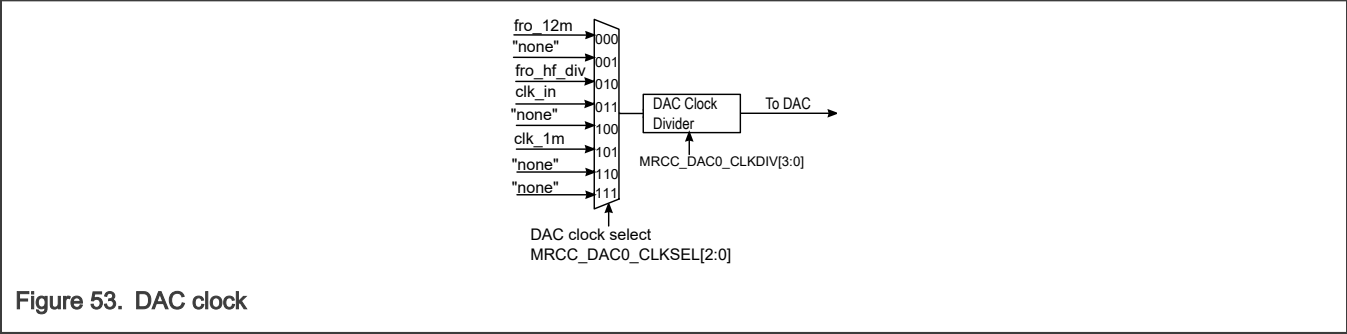 fro_12m
000
"none"
001
fro_hf_div
010
clk_in
011
"none"
100
clk_1m
101
"none"
110
"none"
111
DAC Clock
Divider
To DAC
MRCC_DAC0_CLKDIV[3:0]
DAC clock select
MRCC_DAC0_CLKSEL[2:0]
Figure 53. DAC clock